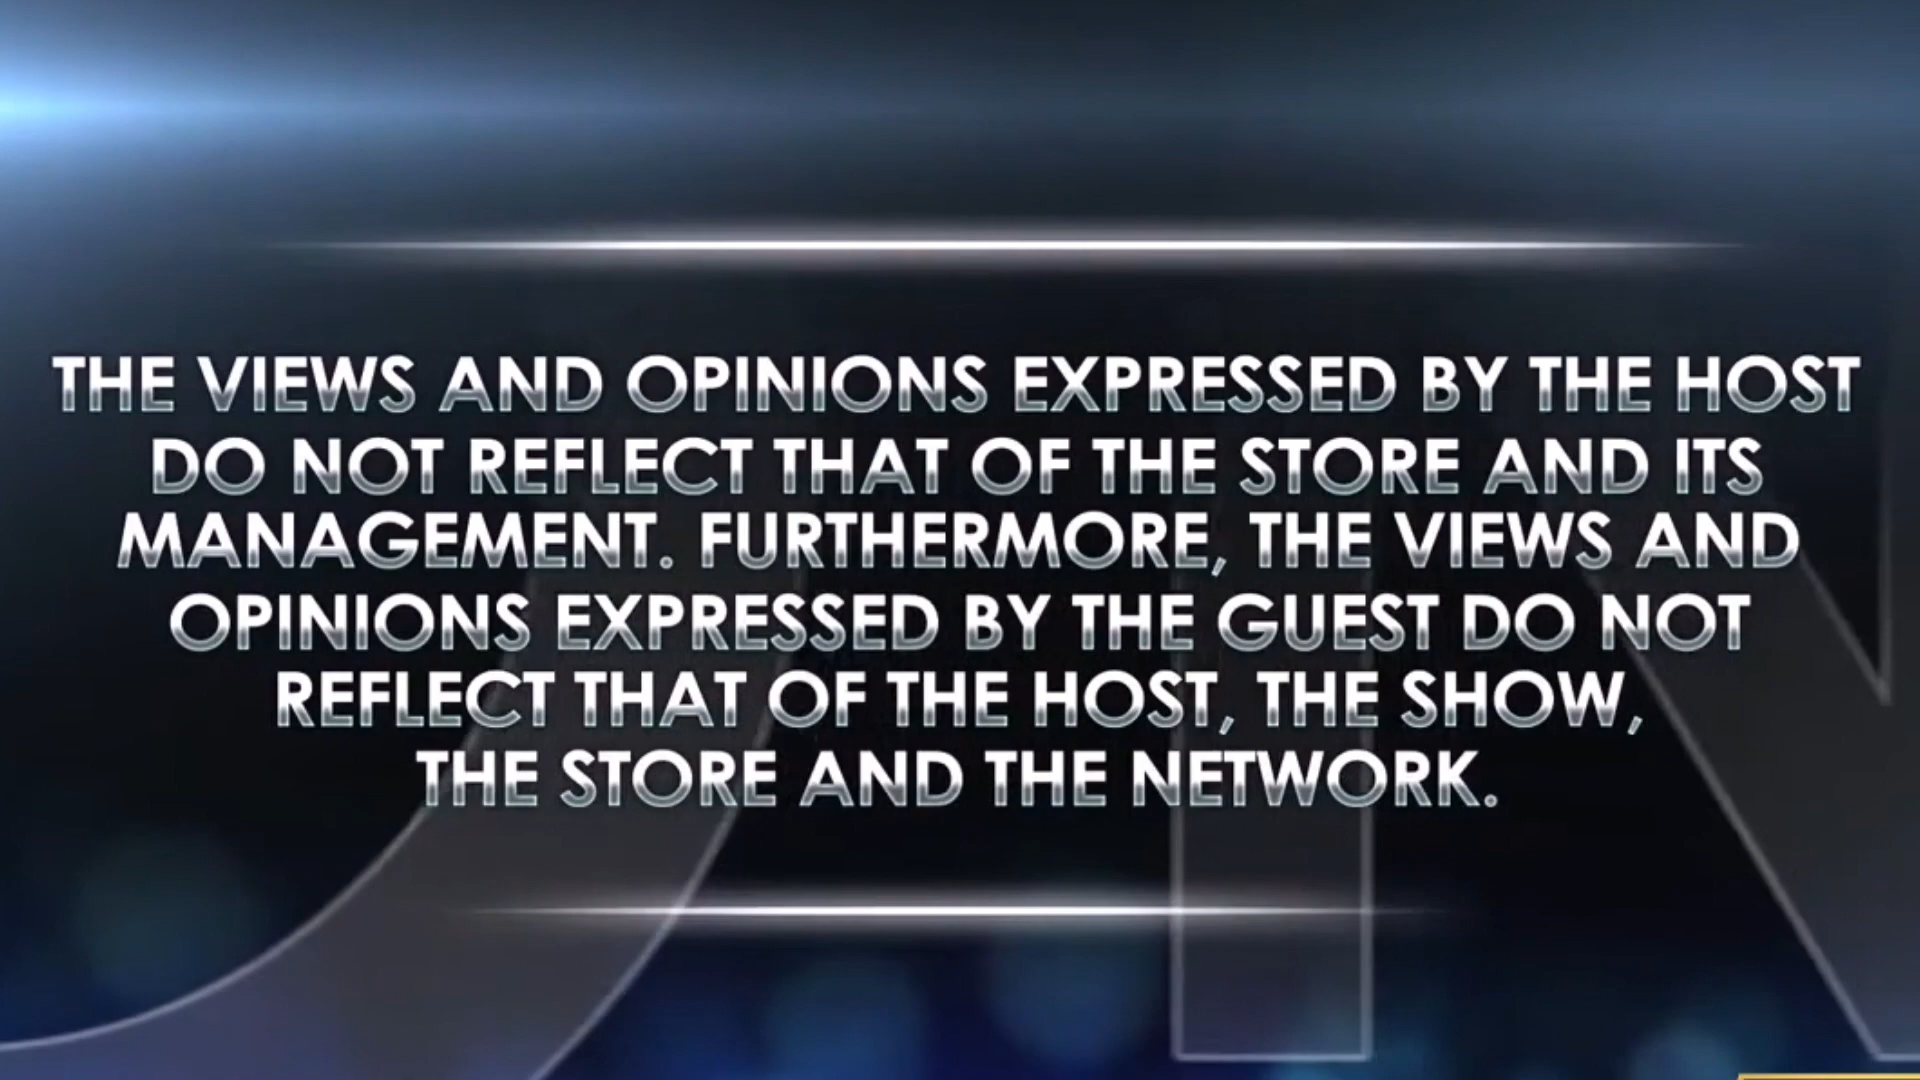 THE VIEWS AND OPINIONS EXPRESSED BY THE HOST
DO NOT REFLECT THAT OF THE STORE AND ITS
MANAGEMENT. FURTHERMORE, THE VIEWS AND
OPINIONS EXPRESSED BY THE GUEST DO NOT
REFLECT THAT OF THE HOST, THE SHOW,
THE STORE AND THE NETWORK.